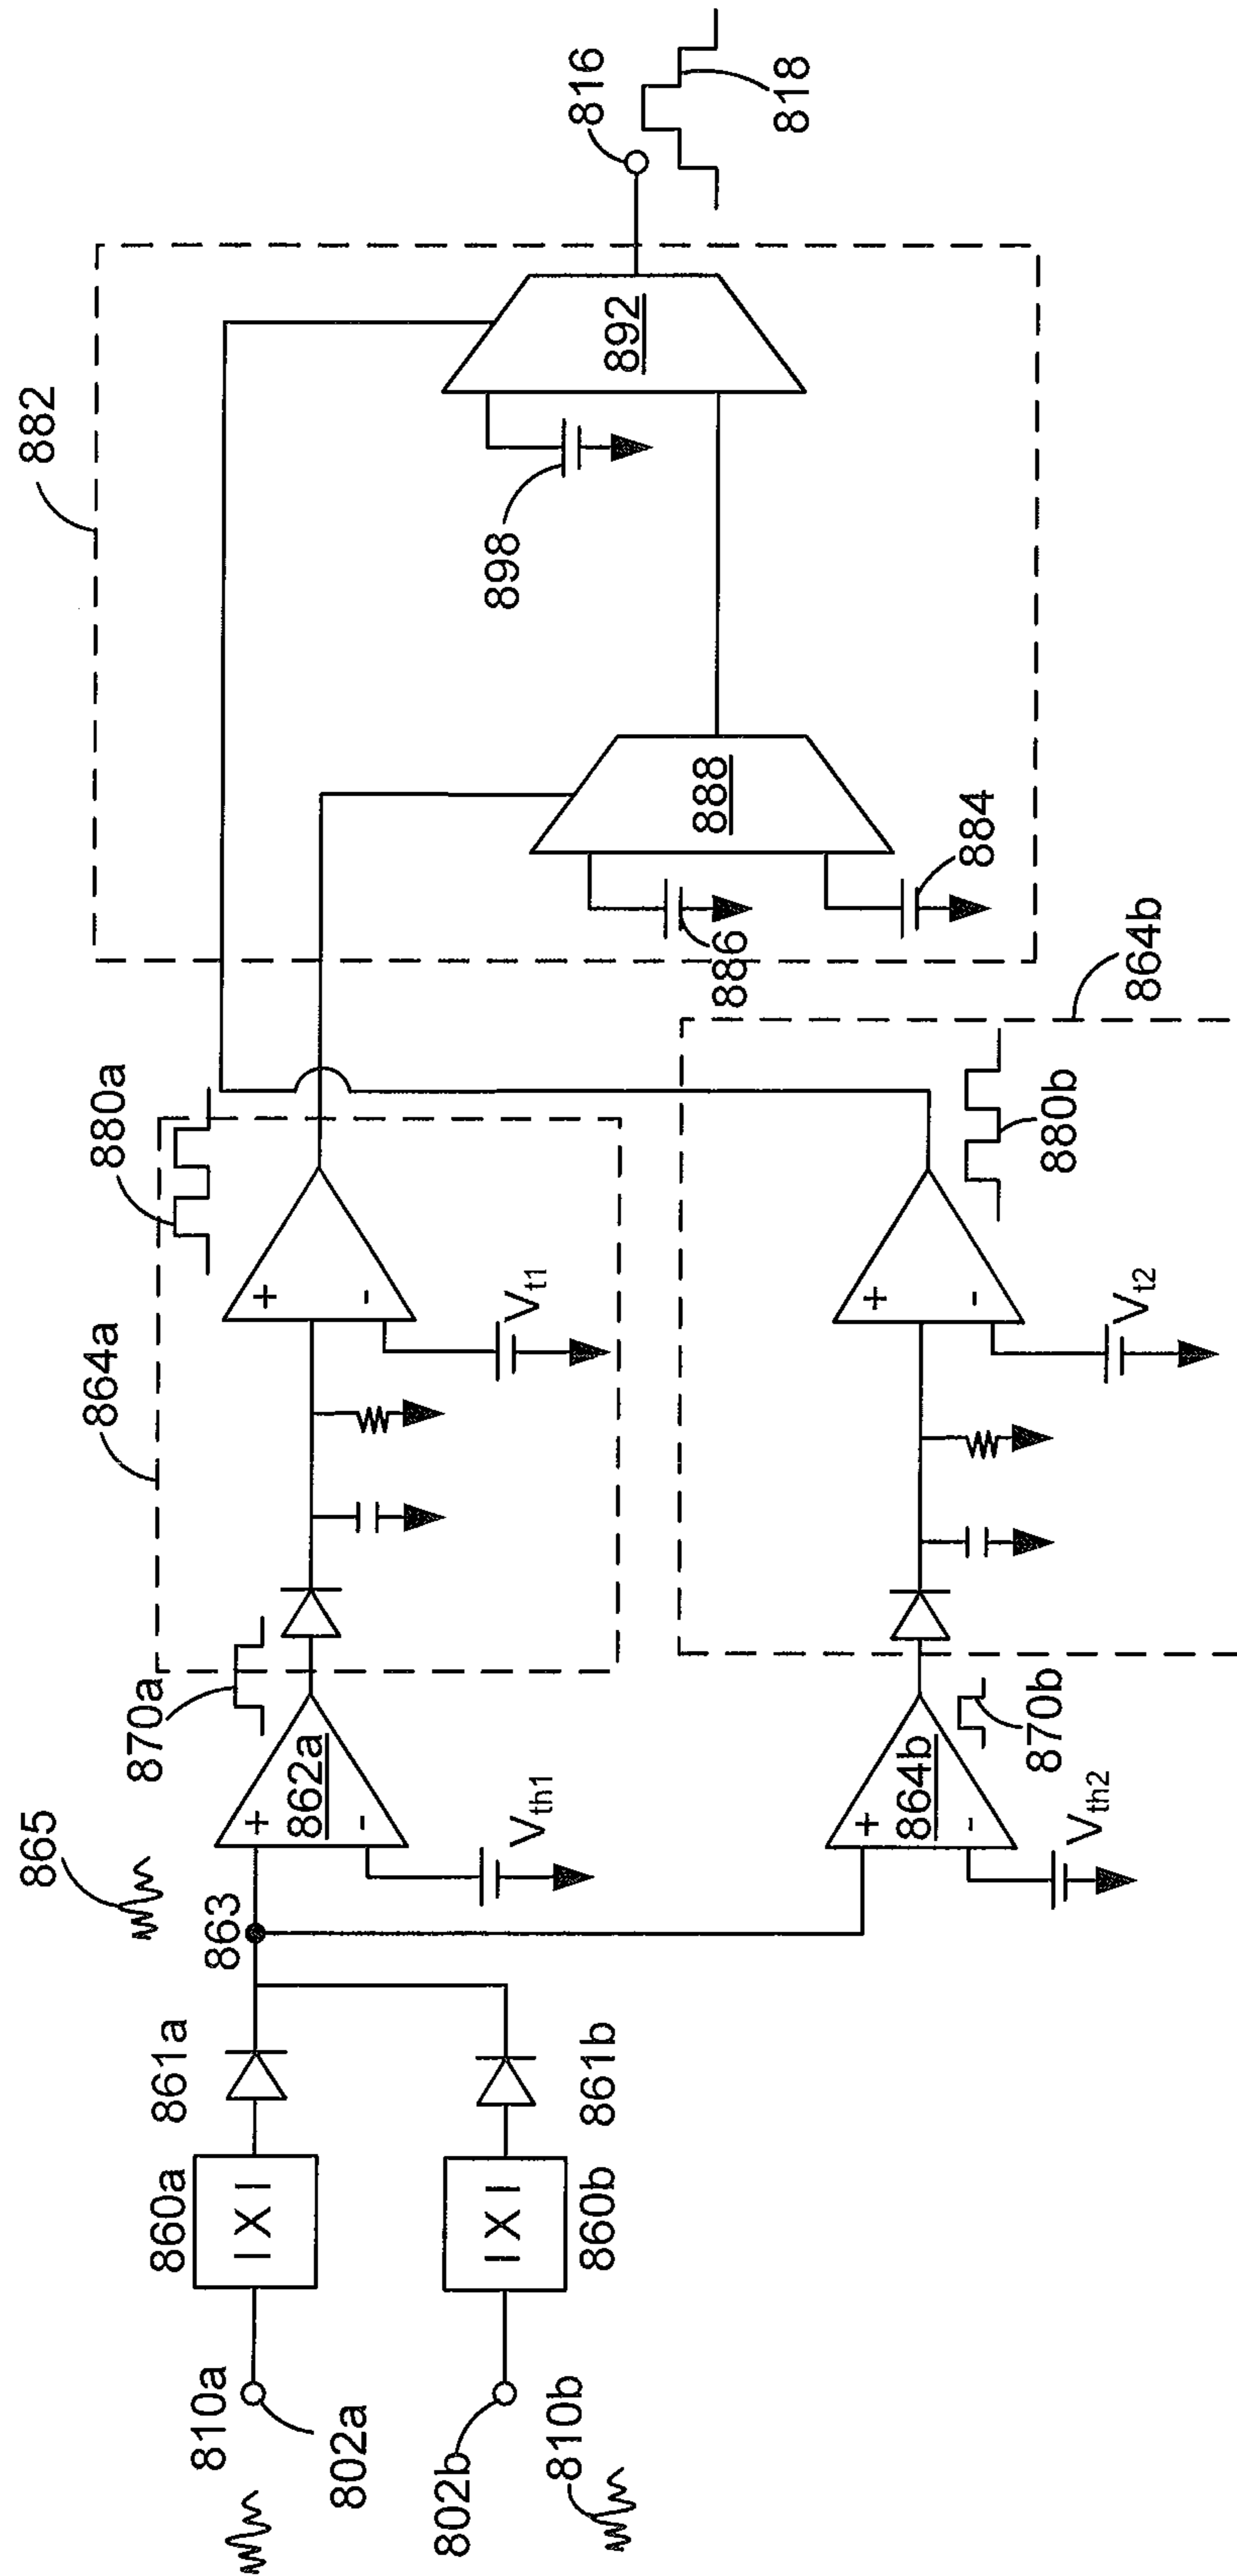 810a
802a
802b
810b
860a
| X |
861a
860b
| X |
861b
863
865
862a
+
-
Vth1
870a
864b
+
-
Vth2
870b
864a
+
-
Vt1
880a
+
-
Vt2
880b
864b
882
886
884
888
898
892
816
818